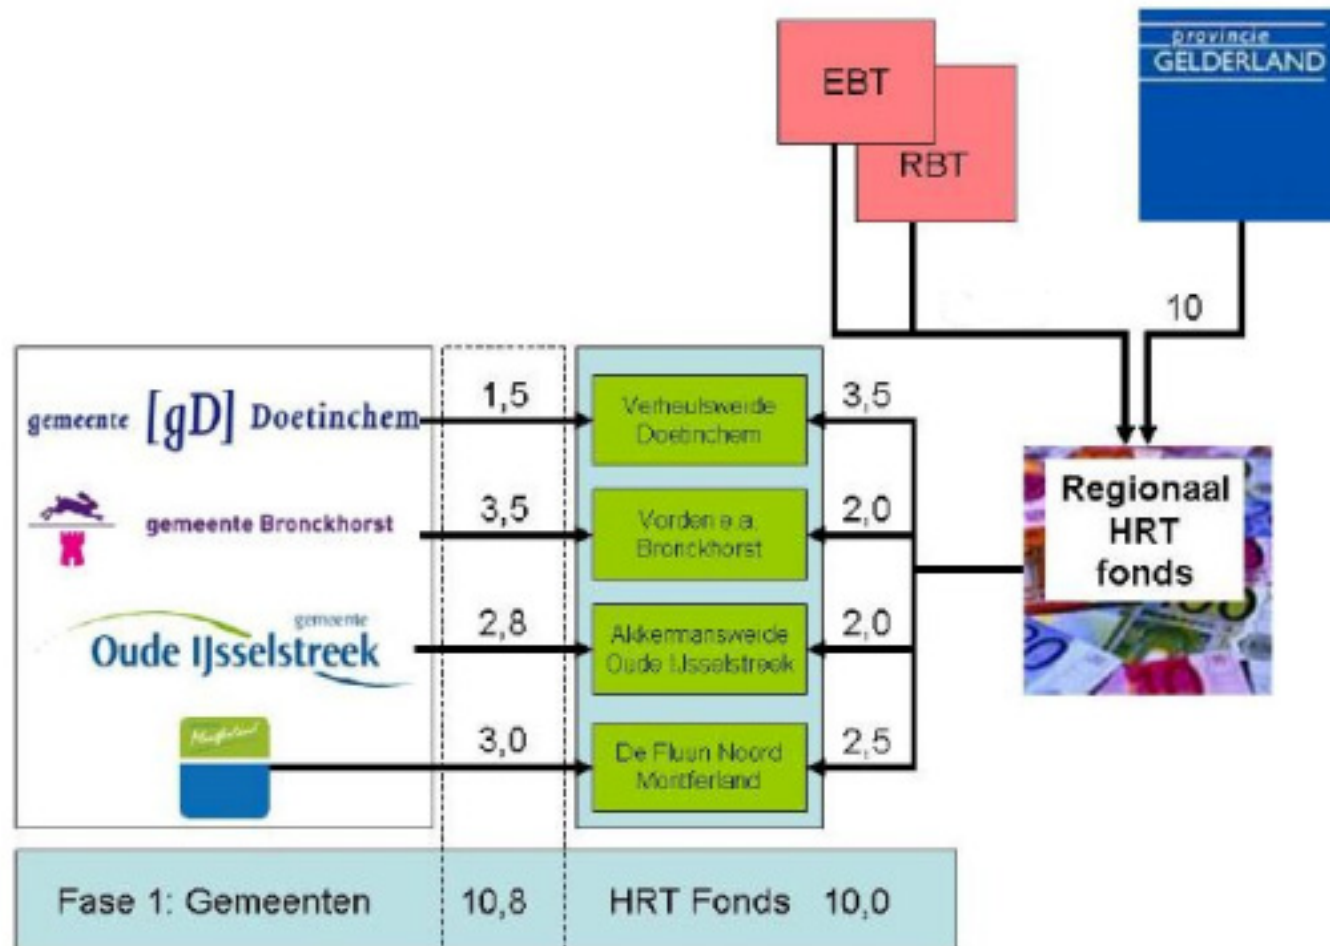 EBT
RBT
provincie
GELDERLAND
10
gemeente [gD] Doetinchem
1,5
Verheulsweide
Doetinchem
3,5
gemeente Bronckhorst
3,5
Vorden e.a.
Bronckhorst
2,0
gemeente
Oude IJsselstreek
2,8
Akkermansweide
Oude IJsselstreek
2,0
Montferland
3,0
De Fluun Noord
Montferland
2,5
Regionaal
HRT
fonds
Fase 1: Gemeenten 10,8 HRT Fonds 10,0